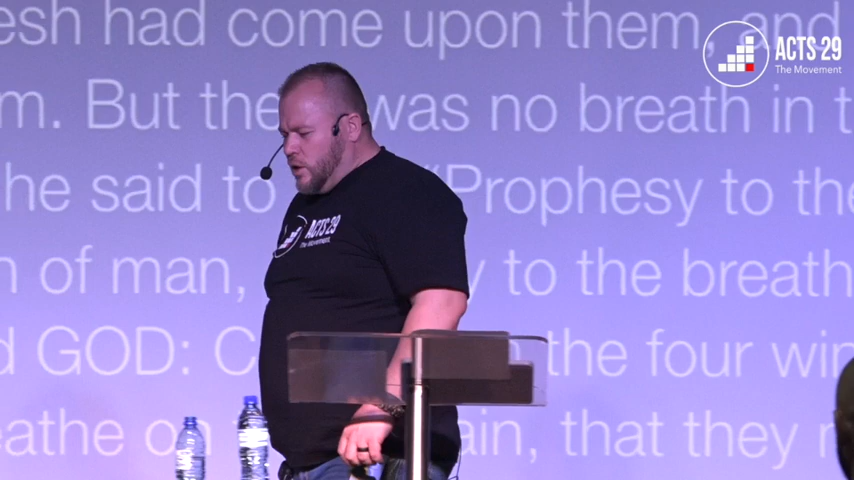 esh had come upon them, and
m. But the was no breath in t
he said to "Prophesy to the
n of man, y to the breath
d GOD: C the four win
eathe on ain, that they
ACTS 29
The Movement
ACTS 29
The Movement.